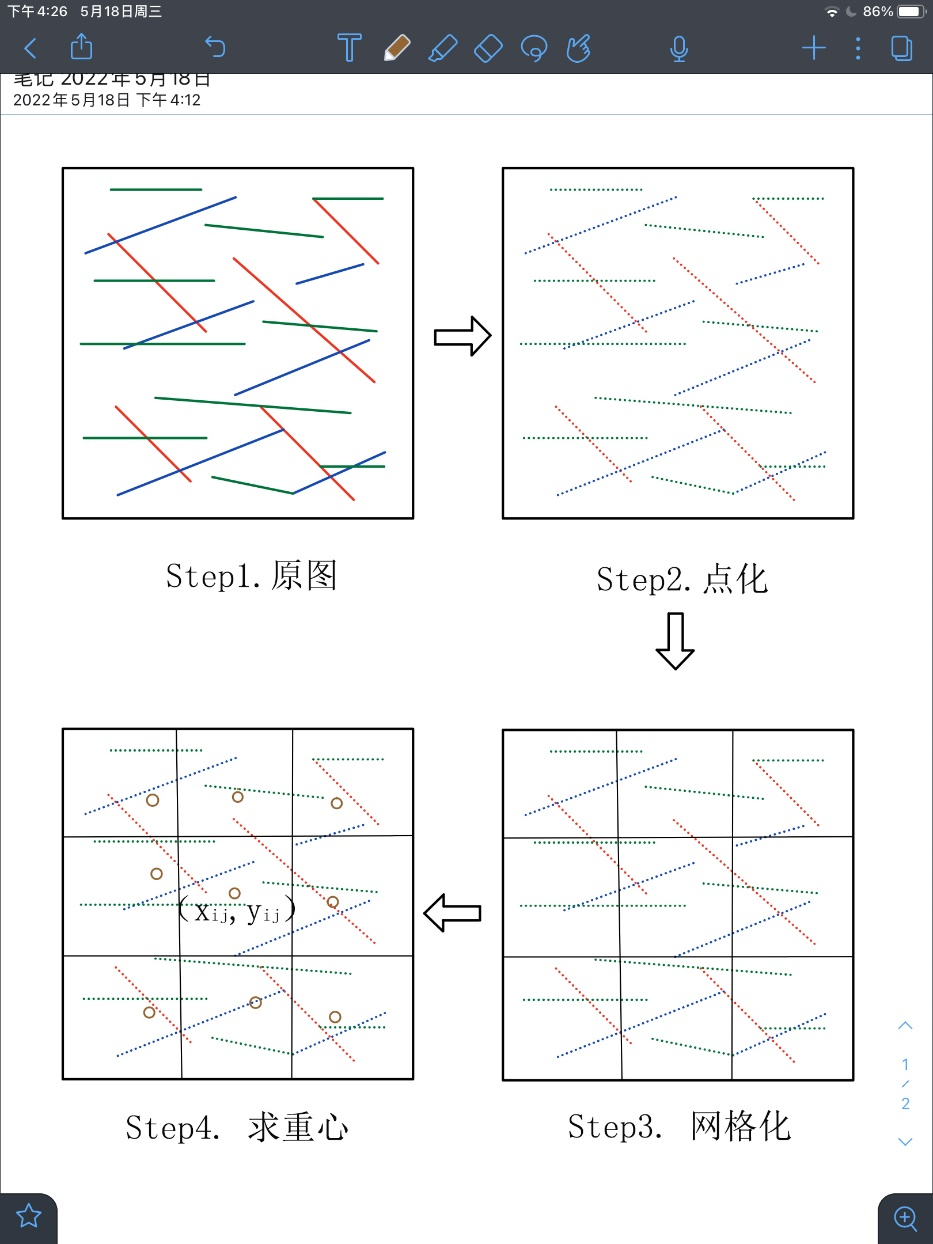 下午4:26 5月18日周三
86%
笔记 2022年5月18日
2022年5月18日 下午4:12
Step1.原图
Step2.点化
(xij, yij)
Step4. 求重心
Step3. 网格化
1
/
2